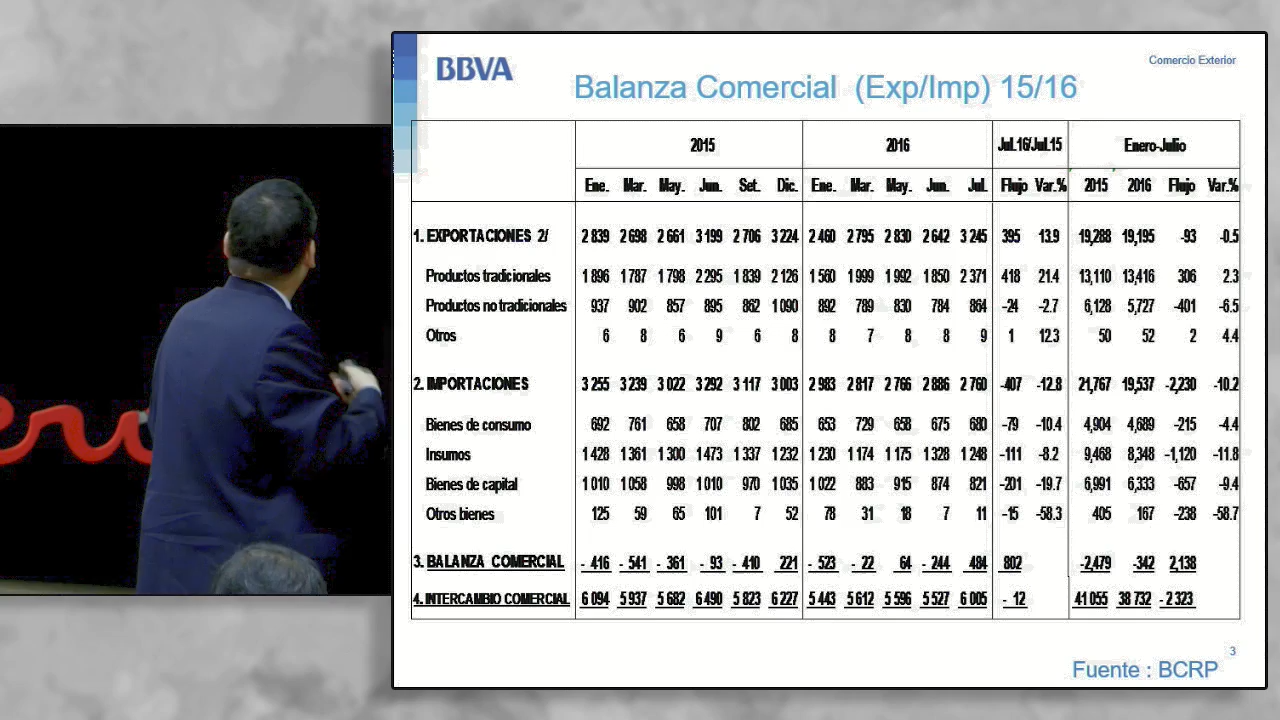 BBVA
Comercio Exterior
Balanza Comercial (Exp/Imp) 15/16
2015 2016 Jul.16/Jul.15 Enero-Julio
Ene. Mar. May. Jun. Set. Dic. Ene. Mar. May. Jun. Jul. Flujo Var.% 2015 2016 Flujo Var.%
1. EXPORTACIONES 2/ 2 839 2 698 2 661 3 199 2 706 3 224 2 460 2 795 2 830 2 642 3 245 395 13.9 19,288 19,195 -93 -0.5
Productos tradicionales 1 896 1 787 1 798 2 295 1 839 2 126 1 560 1 999 1 992 1 850 2 371 418 21.4 13,110 13,416 306 2.3
Productos no tradicionales 937 902 857 895 862 1 090 892 789 830 784 864 -24 -2.7 6,128 5,727 -401 -6.5
Otros 6 8 6 9 6 8 8 7 8 8 9 1 12.3 50 52 2 4.4
2. IMPORTACIONES 3 255 3 239 3 022 3 292 3 117 3 003 2 983 2 817 2 766 2 886 2 760 -407 -12.8 21,767 19,537 -2,230 -10.2
Bienes de consumo 692 761 658 707 802 685 653 729 658 675 680 -79 -10.4 4,904 4,689 -215 -4.4
Insumos 1 428 1 361 1 300 1 473 1 337 1 232 1 230 1 174 1 175 1 328 1 248 -111 -8.2 9,468 8,348 -1,120 -11.8
Bienes de capital 1 010 1 058 998 1 010 970 1 035 1 022 883 915 874 821 -201 -19.7 6,991 6,333 -657 -9.4
Otros bienes 125 59 65 101 7 52 78 31 18 7 11 -15 -58.3 405 167 -238 -58.7
3. BALANZA COMERCIAL - 416 - 541 - 361 - 93 - 410 221 - 523 - 22 64 - 244 484 802 -2,479 -342 2,138
4. INTERCAMBIO COMERCIAL 6 094 5 937 5 682 6 490 5 823 6 227 5 443 5 612 5 596 5 527 6 005 - 12 41 055 38 732 - 2 323
3
Fuente : BCRP